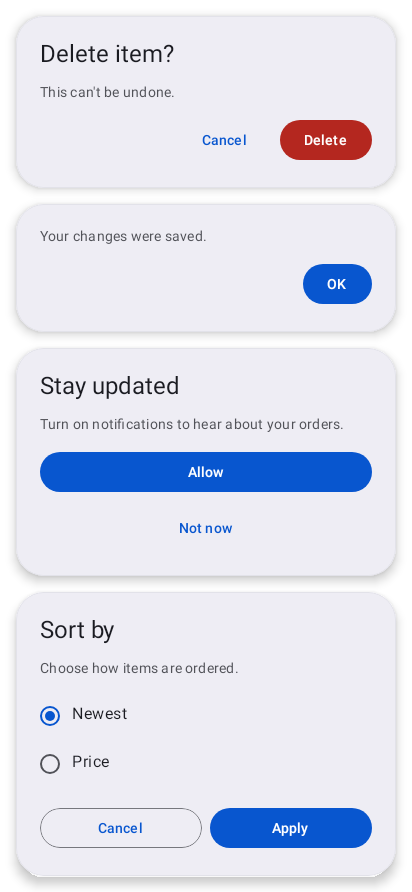 Delete item?
This can't be undone.
Cancel Delete
Your changes were saved.
OK
Stay updated
Turn on notifications to hear about your orders.
Allow
Not now
Sort by
Choose how items are ordered.
Newest
Price
Cancel Apply